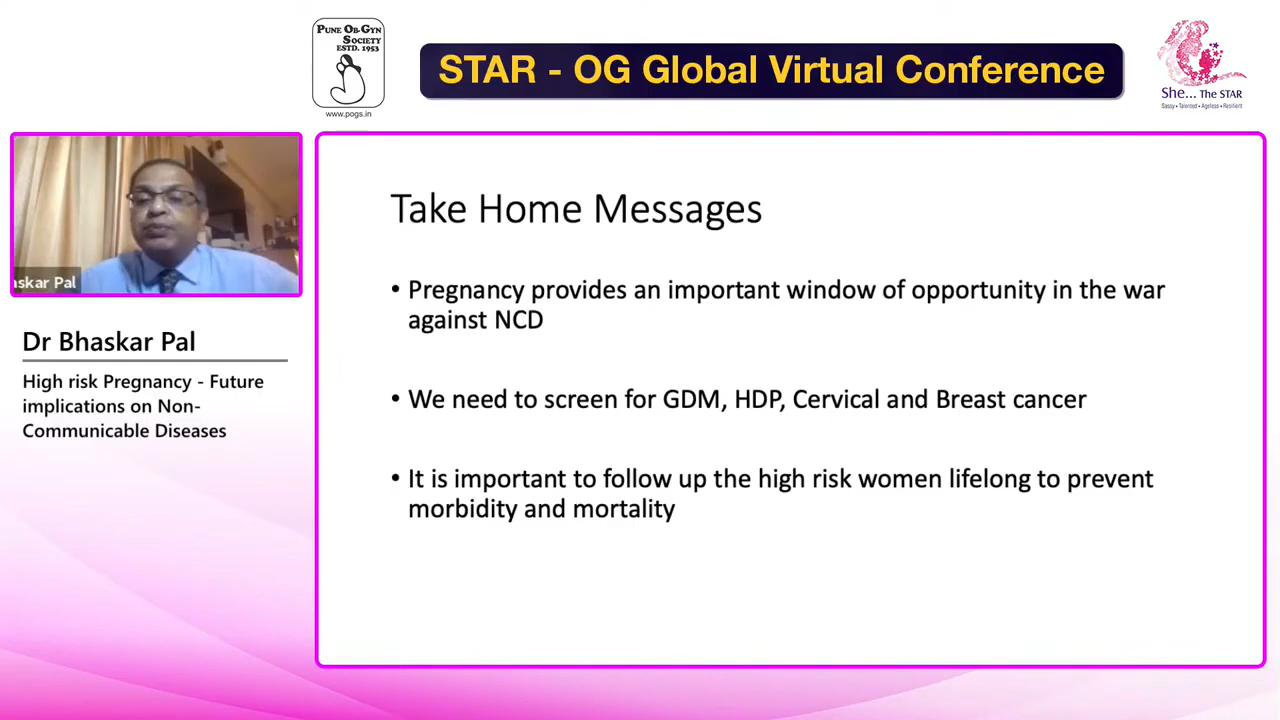 PUNE OB-GYN
SOCIETY
ESTD. 1953
www.pogs.in
STAR - OG Global Virtual Conference
She... The STAR
Sassy • Talented • Ageless • Resilient
askar Pal
Dr Bhaskar Pal
High risk Pregnancy - Future
implications on Non-
Communicable Diseases
Take Home Messages
• Pregnancy provides an important window of opportunity in the war
against NCD
• We need to screen for GDM, HDP, Cervical and Breast cancer
• It is important to follow up the high risk women lifelong to prevent
morbidity and mortality